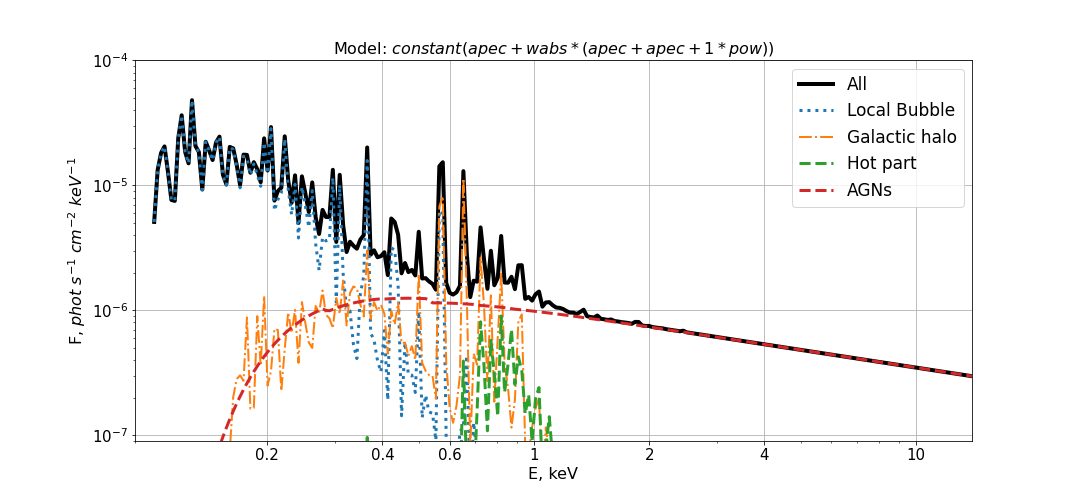 Model: constant(apec + wabs * (apec + apec + 1 * pow))
F, phot s⁻¹ cm⁻² keV⁻¹
10⁻⁴
10⁻⁵
10⁻⁶
10⁻⁷
All
Local Bubble
Galactic halo
Hot part
AGNs
0.2 0.4 0.6 1 2 4 10
E, keV